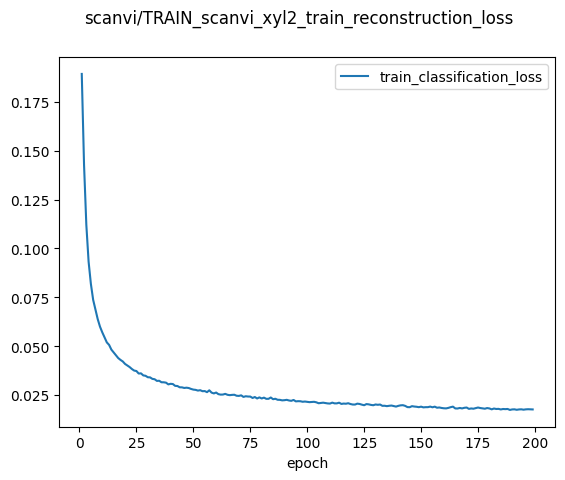 scanvi/TRAIN_scanvi_xyl2_train_reconstruction_loss
train_classification_loss
0.175
0.150
0.125
0.100
0.075
0.050
0.025
0 25 50 75 100 125 150 175 200
epoch